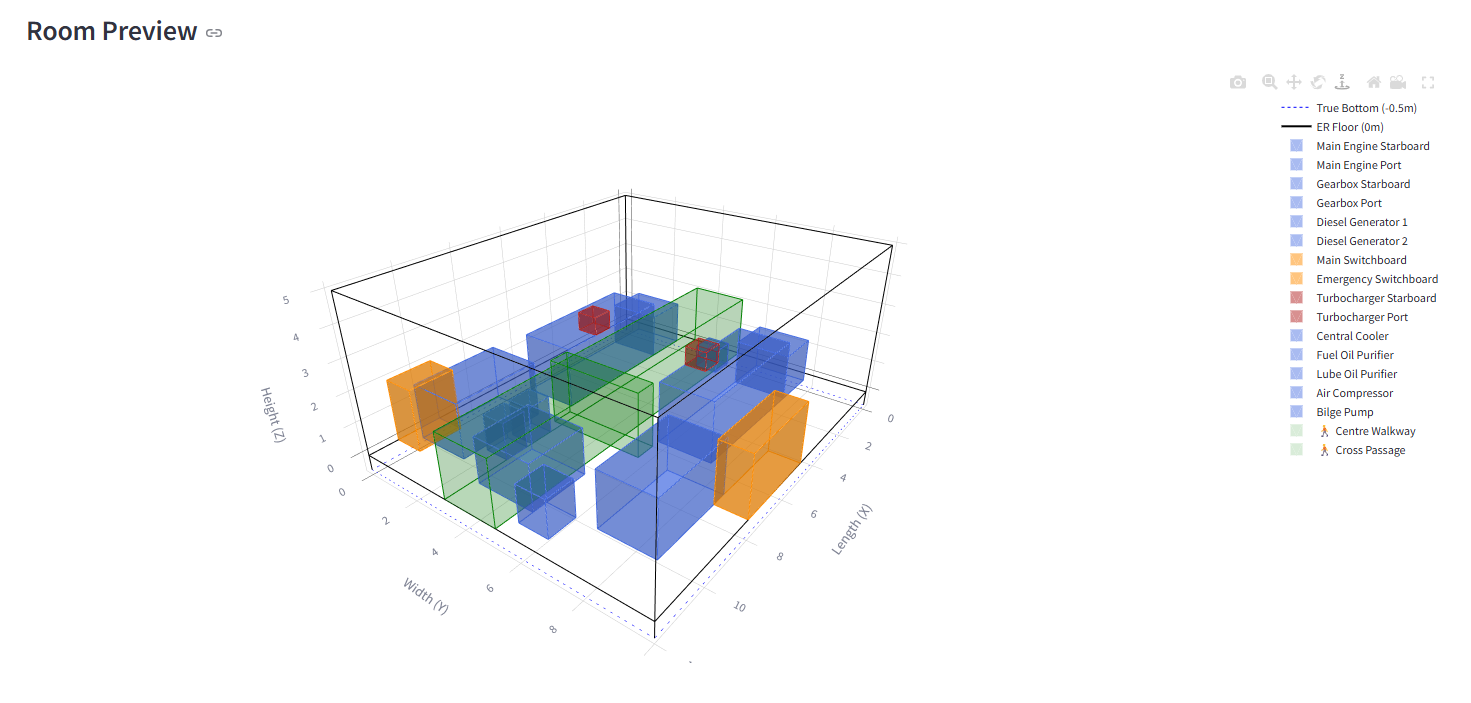 Room Preview
True Bottom (-0.5m)
ER Floor (0m)
Main Engine Starboard
Main Engine Port
Gearbox Starboard
Gearbox Port
Diesel Generator 1
Diesel Generator 2
Main Switchboard
Emergency Switchboard
Turbocharger Starboard
Turbocharger Port
Central Cooler
Fuel Oil Purifier
Lube Oil Purifier
Air Compressor
Bilge Pump
🚶 Centre Walkway
🚶 Cross Passage
Height (Z)
5
4
3
2
1
0
Width (Y)
0
2
4
6
8
Length (X)
0
2
4
6
8
10